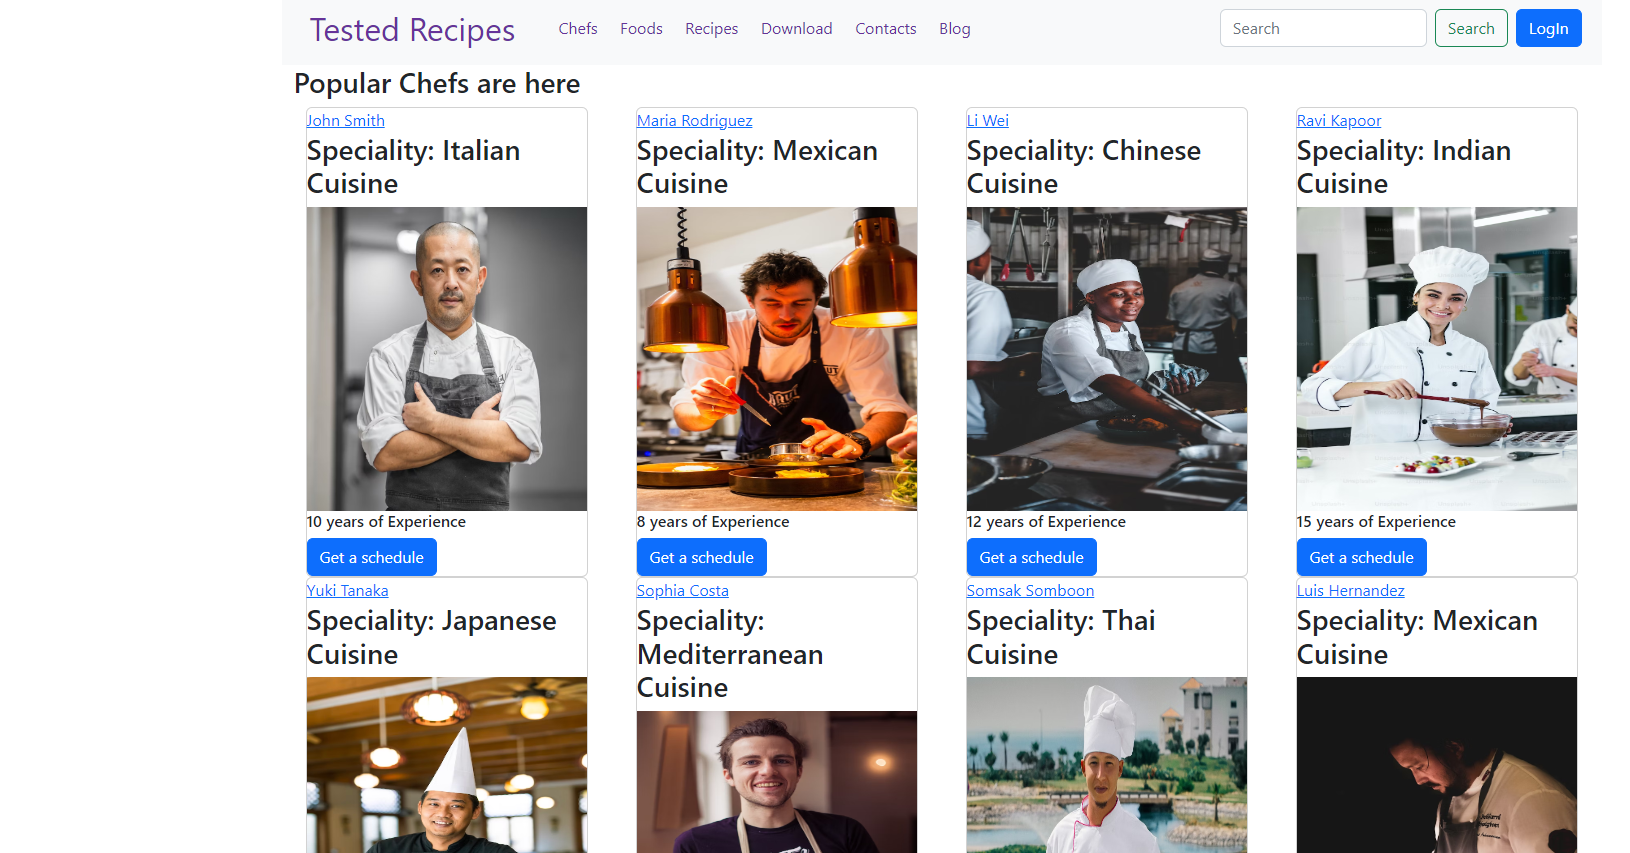 Tested Recipes Chefs Foods Recipes Download Contacts Blog Search Search LogIn
Popular Chefs are here
John Smith
Speciality: Italian
Cuisine
10 years of Experience
Get a schedule
Maria Rodriguez
Speciality: Mexican
Cuisine
8 years of Experience
Get a schedule
Li Wei
Speciality: Chinese
Cuisine
12 years of Experience
Get a schedule
Ravi Kapoor
Speciality: Indian
Cuisine
15 years of Experience
Get a schedule
Yuki Tanaka
Speciality: Japanese
Cuisine
Sophia Costa
Speciality:
Mediterranean
Cuisine
Somsak Somboon
Speciality: Thai
Cuisine
Luis Hernandez
Speciality: Mexican
Cuisine